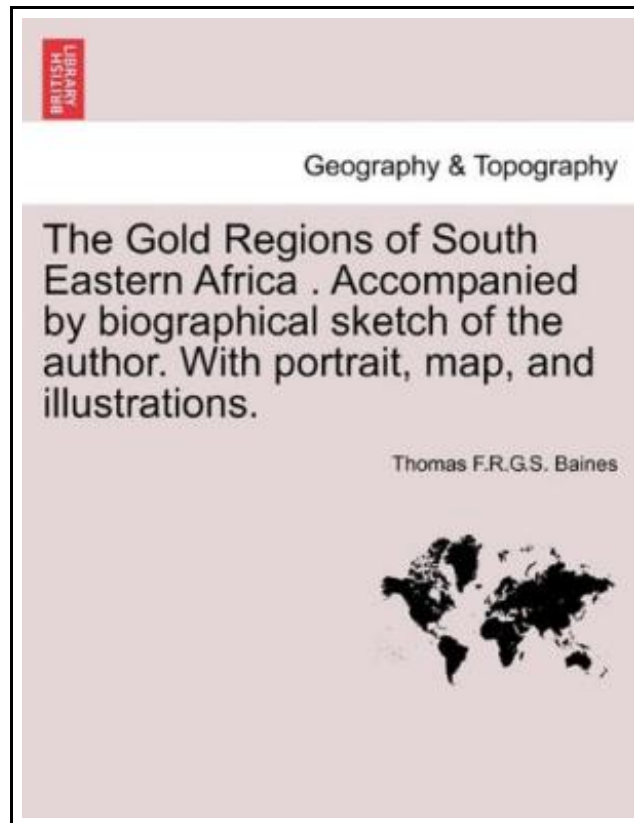 BRITISH
LIBRARY
Geography & Topography
The Gold Regions of South
Eastern Africa . Accompanied
by biographical sketch of the
author. With portrait, map, and
illustrations.
Thomas F.R.G.S. Baines